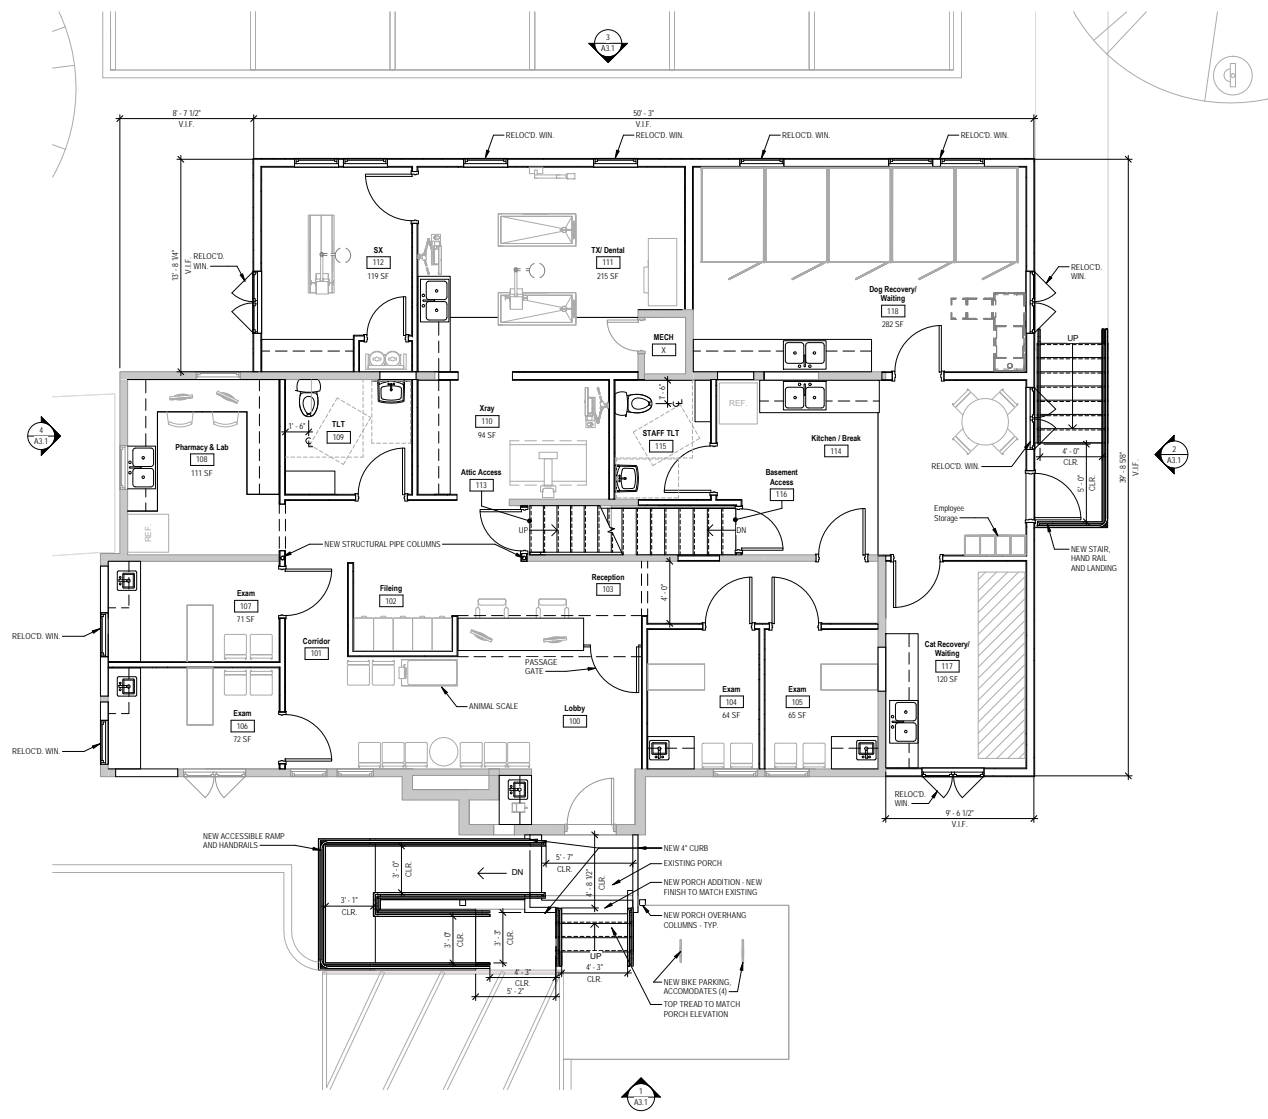 3
A3.1
8' - 7 1/2"
V.I.F.
50' - 3"
V.I.F.
RELOC'D. WIN.
RELOC'D. WIN.
RELOC'D. WIN.
RELOC'D. WIN.
13' - 8 1/4"
V.I.F.
RELOC'D.
WIN.
SX
112
119 SF
TX/ Dental
111
215 SF
Dog Recovery/
Waiting
118
282 SF
RELOC'D.
WIN.
MECH
X
UP
4
A3.1
Pharmacy & Lab
108
111 SF
REF.
1' - 6"
TLT
109
Xray
110
94 SF
Attic Access
113
1' - 6"
STAFF TLT
115
REF.
Kitchen / Break
114
Basement
Access
116
RELOC'D. WIN.
4' - 0"
CLR.
5' - 0"
CLR.
39' - 8 5/8"
V.I.F.
2
A3.1
Employee
Storage
UP
DN
NEW STRUCTURAL PIPE COLUMNS
NEW STAIR,
HAND RAIL
AND LANDING
Exam
107
71 SF
Fileing
102
Reception
103
4' - 0"
RELOC'D. WIN.
Corridor
101
PASSAGE
GATE
ANIMAL SCALE
Cat Recovery/
Waiting
117
120 SF
Exam
106
72 SF
Lobby
100
Exam
104
64 SF
Exam
105
65 SF
RELOC'D. WIN.
RELOC'D.
WIN.
9' - 6 1/2"
V.I.F.
NEW ACCESSIBLE RAMP
AND HANDRAILS
3' - 0"
CLR.
DN
5' - 7"
CLR.
4' - 8 1/2"
CLR.
NEW 4" CURB
EXISTING PORCH
NEW PORCH ADDITION - NEW
FINISH TO MATCH EXISTING
3' - 1"
CLR.
NEW PORCH OVERHANG
COLUMNS - TYP.
3' - 0"
CLR.
3' - 3"
CLR.
UP
4' - 3"
CLR.
4' - 3"
CLR.
5' - 2"
NEW BIKE PARKING,
ACCOMODATES (4)
TOP TREAD TO MATCH
PORCH ELEVATION
1
A3.1